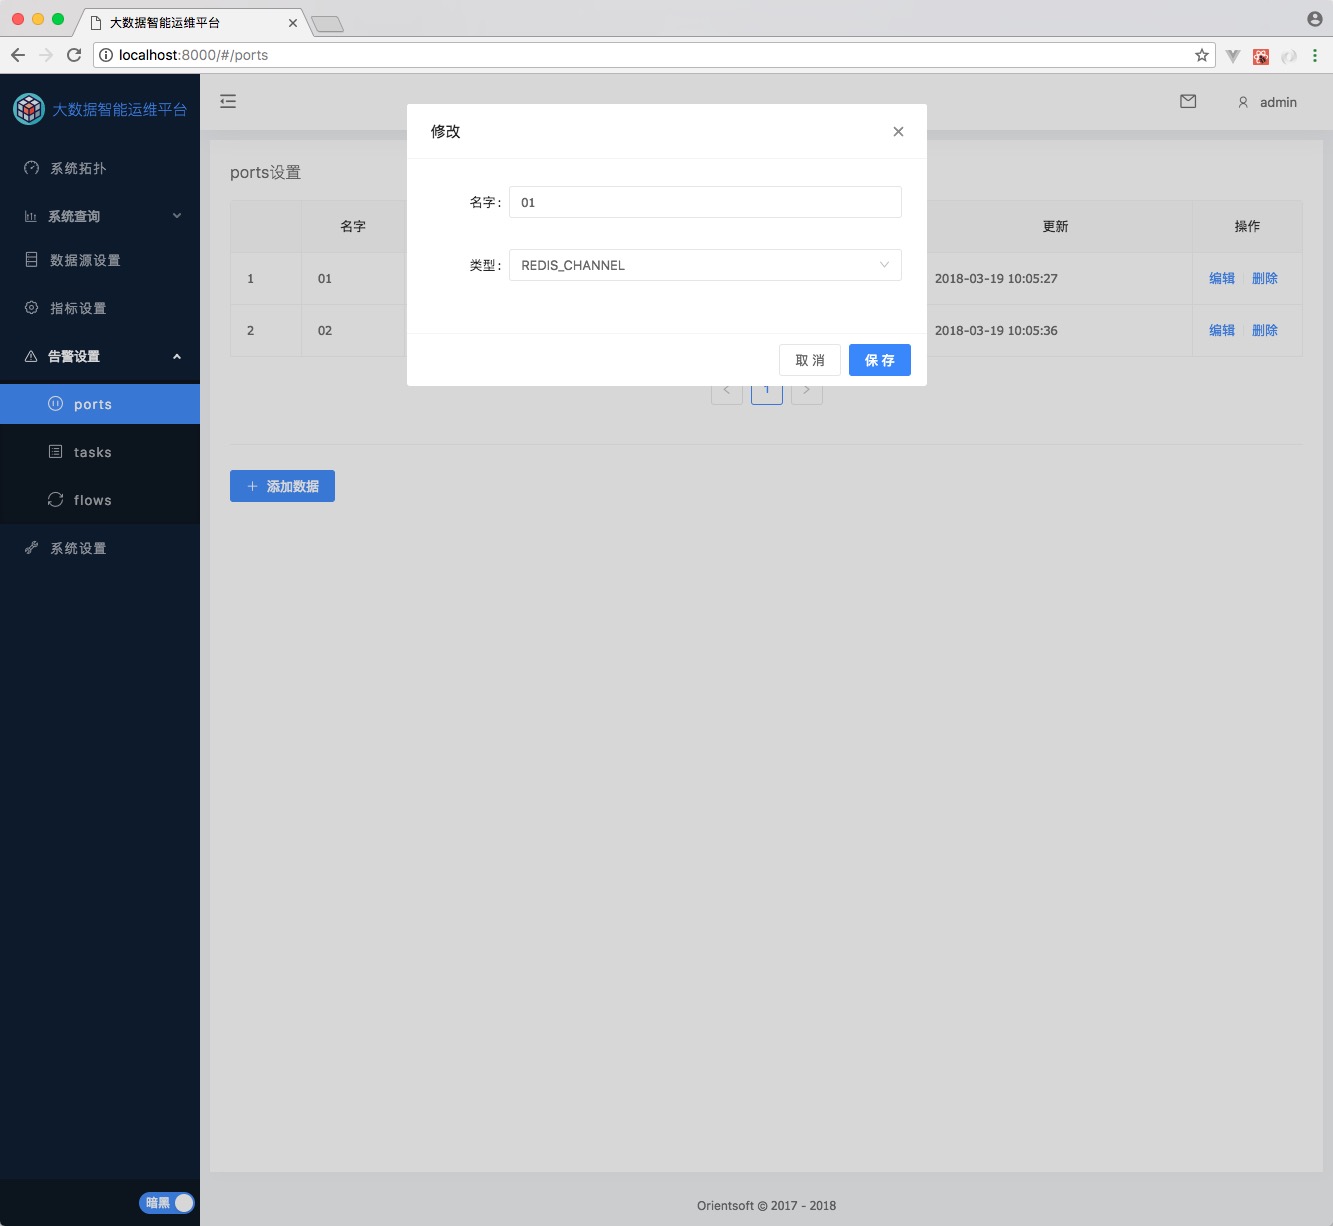 大数据智能运维平台
localhost:8000/#/ports
大数据智能运维平台
admin
系统拓扑
系统查询
数据源设置
指标设置
告警设置
ports
tasks
flows
系统设置
暗黑
ports设置
名字
更新
操作
1
01
2018-03-19 10:05:27
编辑
删除
2
02
2018-03-19 10:05:36
编辑
删除
修改
名字:
01
类型:
REDIS_CHANNEL
取 消
保 存
1
添加数据
Orientsoft © 2017 - 2018